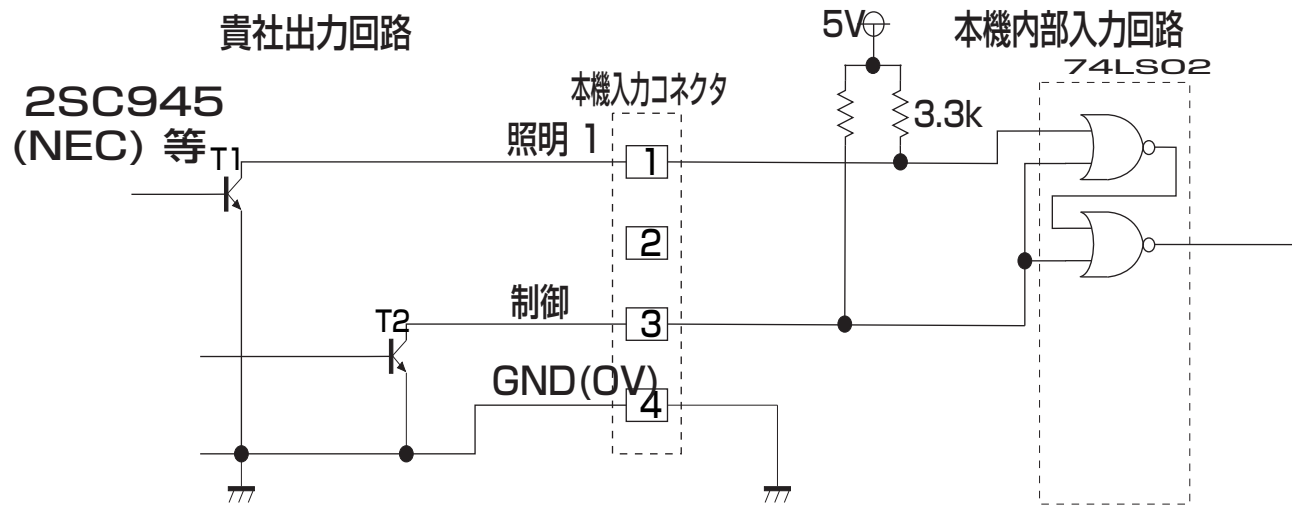 貴社出力回路
5V
本機内部入力回路
74LS02
2SC945
(NEC) 等
本機入力コネクタ
3.3k
T1
照明 1
1
2
制御
3
T2
GND(0V)
4